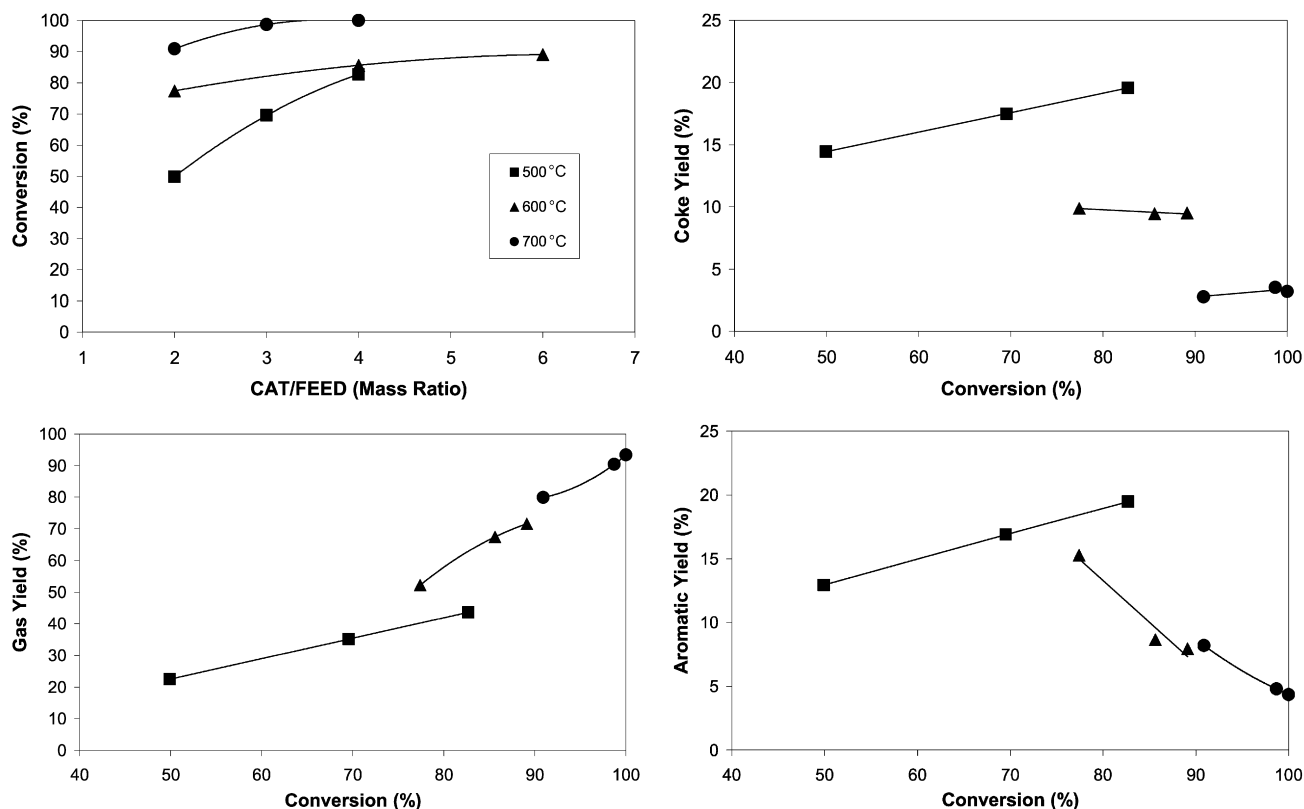 Conversion (%)
100
90
80
70
60
50
40
30
20
10
0
1 2 3 4 5 6 7
CAT/FEED (Mass Ratio)
500 °C
600 °C
700 °C
Coke Yield (%)
25
20
15
10
5
0
40 50 60 70 80 90 100
Conversion (%)
Gas Yield (%)
100
90
80
70
60
50
40
30
20
10
0
40 50 60 70 80 90 100
Conversion (%)
Aromatic Yield (%)
25
20
15
10
5
0
40 50 60 70 80 90 100
Conversion (%)